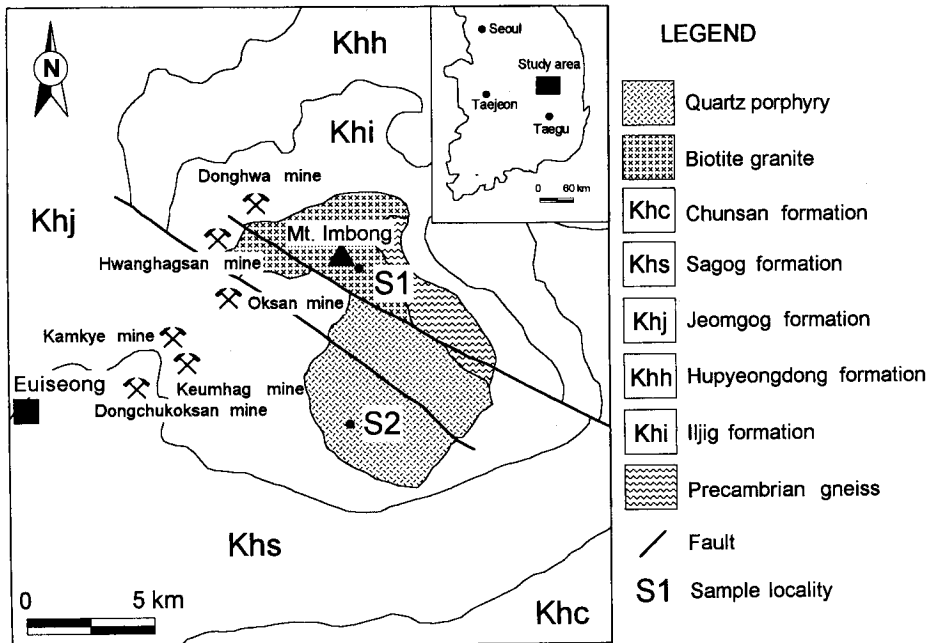 Khh
N
Seoul
Study area
Taejeon
Taegu
0 60 km
Khi
Donghwa mine
Khj
Mt. Imbong
Hwanghagsan mine
S1
Oksan mine
Kamkye mine
Euiseong
Keumhag mine
Dongchukoksan mine
S2
Khs
0 5 km
Khc
LEGEND
Quartz porphyry
Biotite granite
Khc Chunsan formation
Khs Sagog formation
Khj Jeomgog formation
Khh Hupyeongdong formation
Khi Iljig formation
Precambrian gneiss
Fault
S1 Sample locality